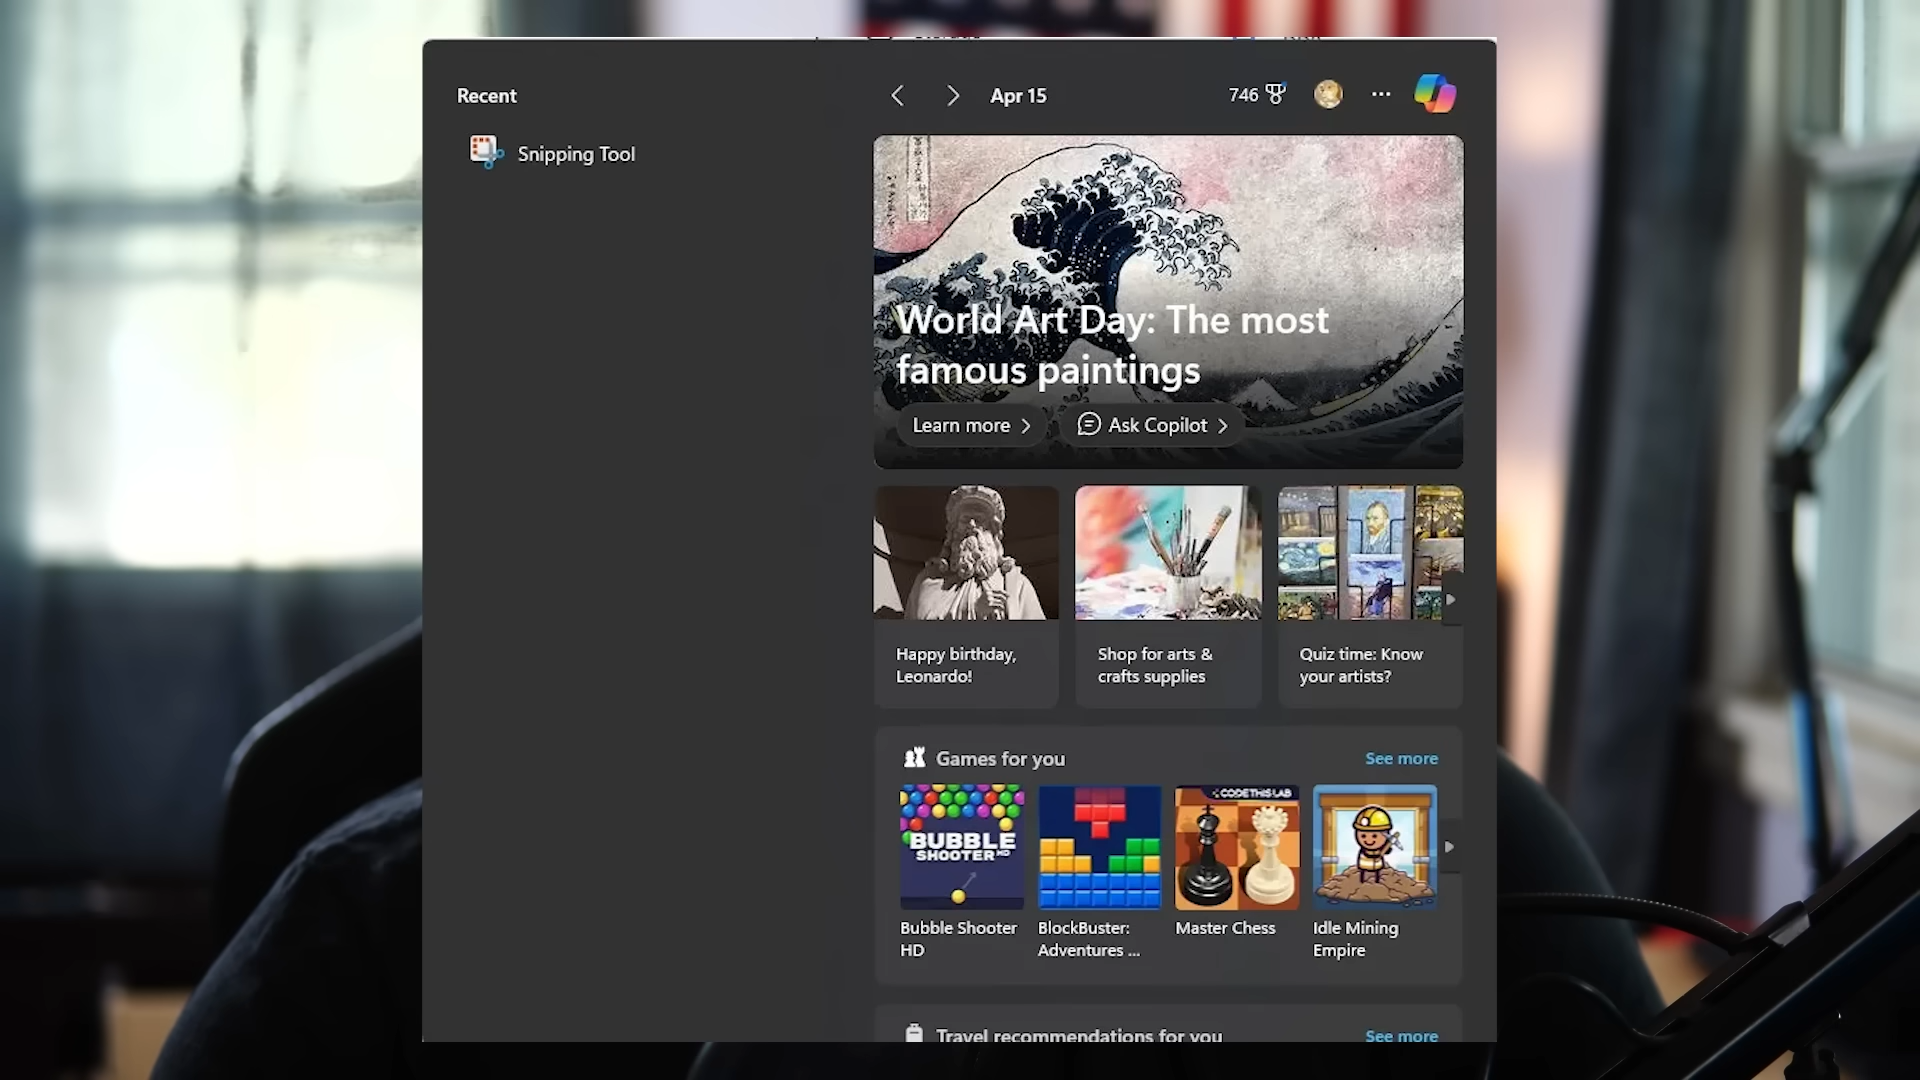 Recent
Snipping Tool
Apr 15
746
World Art Day: The most
famous paintings
Learn more
Ask Copilot
Happy birthday,
Leonardo!
Shop for arts &
crafts supplies
Quiz time: Know
your artists?
Games for you
See more
BUBBLE
SHOOTER HD
CODETHISLAB
Bubble Shooter
HD
BlockBuster:
Adventures ...
Master Chess
Idle Mining
Empire
Travel recommendations for you
See more